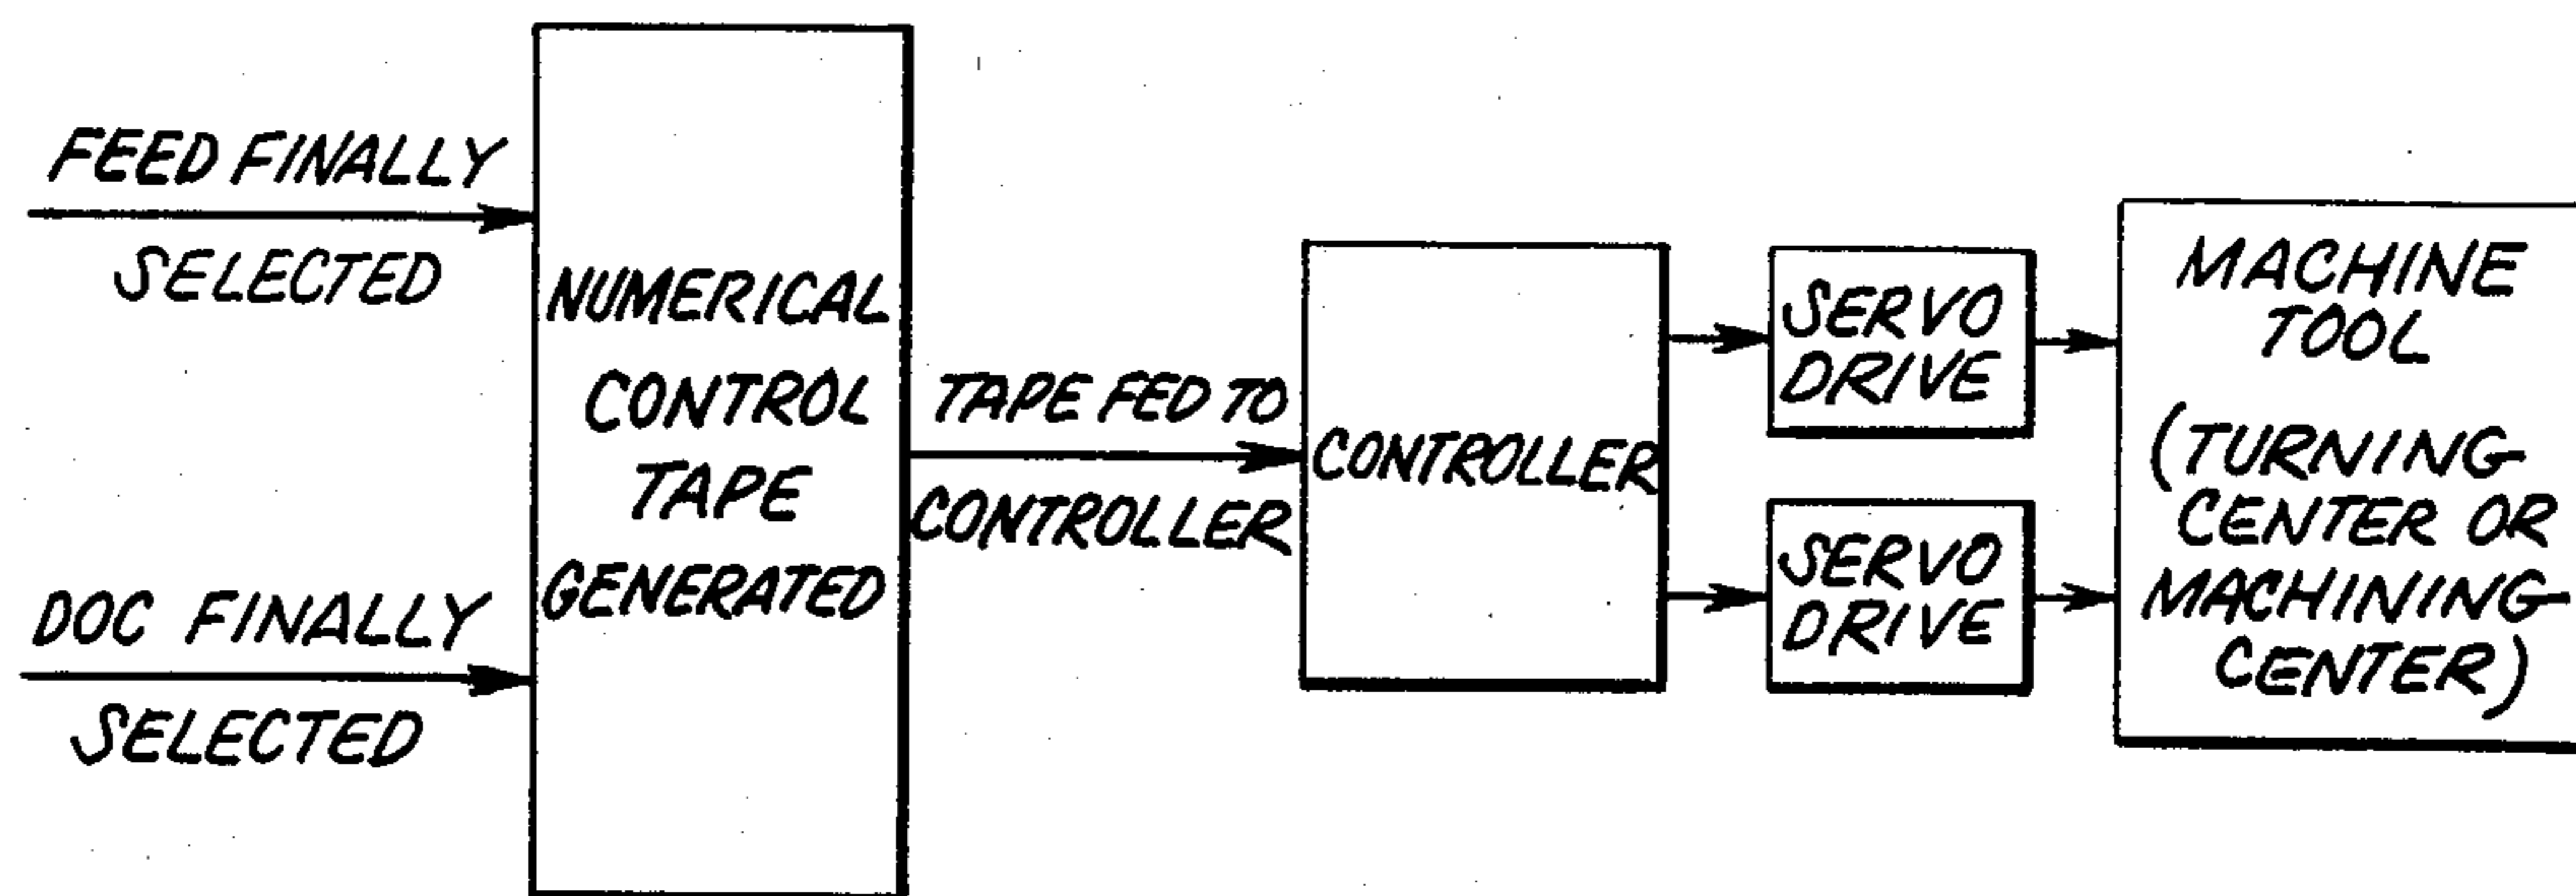 FEED FINALLY
SELECTED
DOC FINALLY
SELECTED
NUMERICAL
CONTROL
TAPE
GENERATED
TAPE FED TO
CONTROLLER
CONTROLLER
SERVO
DRIVE
SERVO
DRIVE
MACHINE
TOOL
(TURNING
CENTER OR
MACHINING
CENTER)